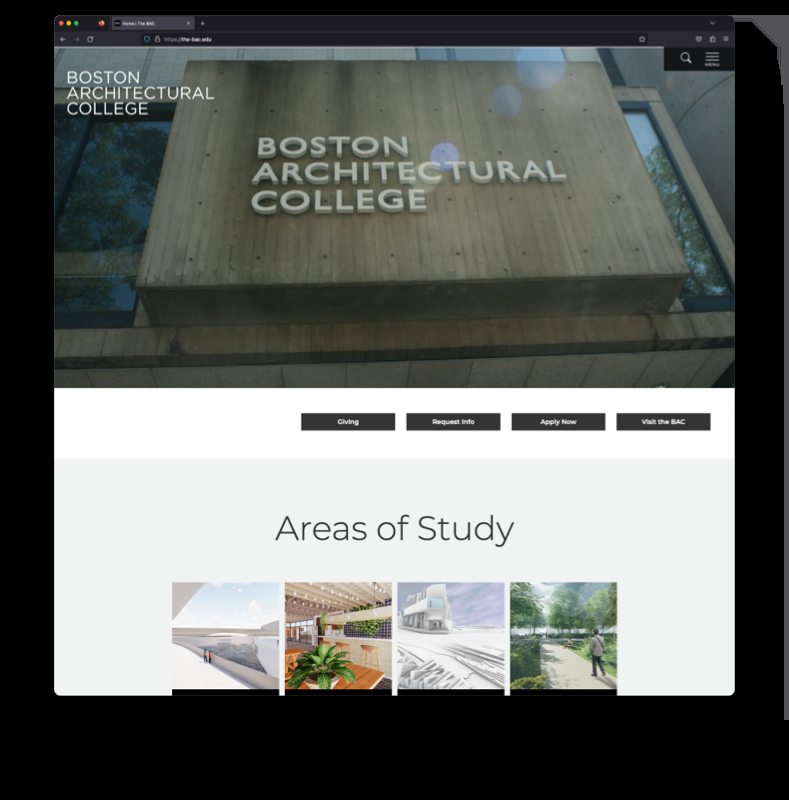 Home | The BAC
https://the-bac.edu
MENU
BOSTON
ARCHITECTURAL
COLLEGE
BOSTON
ARCHITECTURAL
COLLEGE
Giving
Request Info
Apply Now
Visit the BAC
Areas of Study